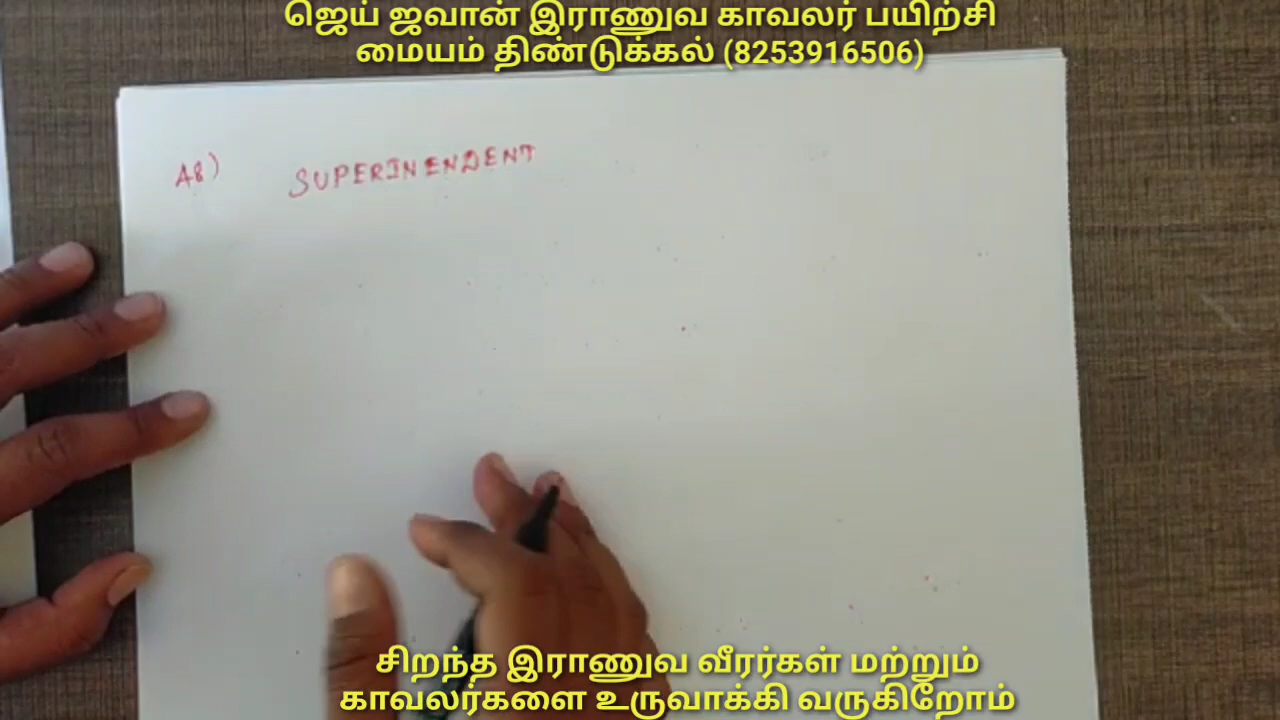 ஜெய் ஜவான் இராணுவ காவலர் பயிற்சி
மையம் திண்டுக்கல் (8253916506)
A8) SUPERINENDENT
சிறந்த இராணுவ வீரர்கள் மற்றும்
காவலர்களை உருவாக்கி வருகிறோம்